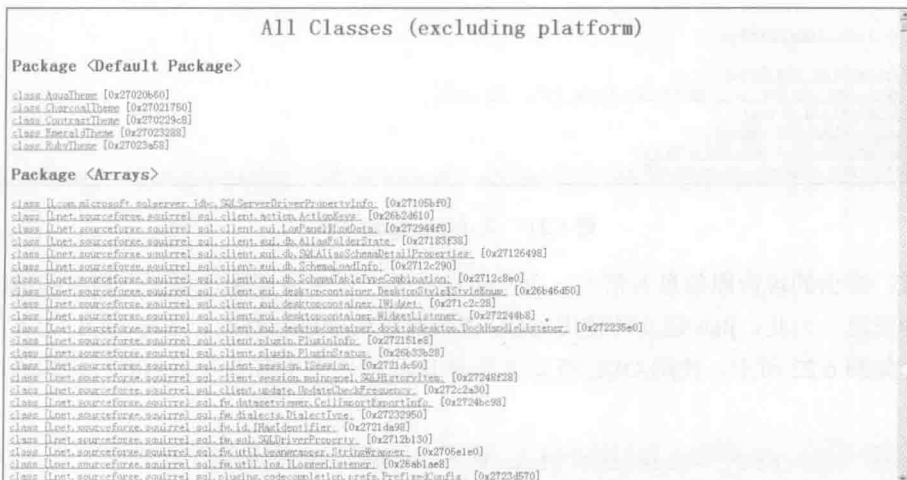 All Classes (excluding platform)
Package <Default Package>
class AquaTheme [0x27020b60]
class CharcoalTheme [0x27021750]
class ContrastTheme [0x270229c8]
class EmeraldTheme [0x27023288]
class RubyTheme [0x27023a58]
Package <Arrays>
class [Lcom.microsoft.sqlserver.jdbc.SQLServerDriverPropertyInfo; [0x27105bf0]
class [Lnet.sourceforge.squirrel_sql.client.action.ActionKeys; [0x26b2d610]
class [Lnet.sourceforge.squirrel_sql.client.gui.LogPanel$LogData; [0x272944f0]
class [Lnet.sourceforge.squirrel_sql.client.gui.db.AliasFolderState; [0x27183f38]
class [Lnet.sourceforge.squirrel_sql.client.gui.db.SQLAliasSchemaDetailProperties; [0x27126498]
class [Lnet.sourceforge.squirrel_sql.client.gui.db.SchemaLoadInfo; [0x2712c290]
class [Lnet.sourceforge.squirrel_sql.client.gui.db.SchemaTableTypeCombination; [0x2712c8e0]
class [Lnet.sourceforge.squirrel_sql.client.gui.desktopcontainer.DesktopStyle$StyleEnum; [0x26b46d50]
class [Lnet.sourceforge.squirrel_sql.client.gui.desktopcontainer.IWidget; [0x271c2c28]
class [Lnet.sourceforge.squirrel_sql.client.gui.desktopcontainer.WidgetListener; [0x272244b8]
class [Lnet.sourceforge.squirrel_sql.client.gui.desktopcontainer.docktabdesktop.DockHandleListener; [0x272235e0]
class [Lnet.sourceforge.squirrel_sql.client.plugin.PluginInfo; [0x272151e8]
class [Lnet.sourceforge.squirrel_sql.client.plugin.PluginStatus; [0x26b33b28]
class [Lnet.sourceforge.squirrel_sql.client.session.ISession; [0x2721dc50]
class [Lnet.sourceforge.squirrel_sql.client.session.mainpanel.SQLHistoryItem; [0x27248f28]
class [Lnet.sourceforge.squirrel_sql.client.update.UpdateCheckFrequency; [0x272c2a30]
class [Lnet.sourceforge.squirrel_sql.fw.datasetviewer.CellImportExportInfo; [0x2724bc98]
class [Lnet.sourceforge.squirrel_sql.fw.dialects.DialectType; [0x27232950]
class [Lnet.sourceforge.squirrel_sql.fw.id.IHasIdentifier; [0x2721da98]
class [Lnet.sourceforge.squirrel_sql.fw.sql.SQLDriverProperty; [0x2712b130]
class [Lnet.sourceforge.squirrel_sql.fw.util.beanwrapper.StringWrapper; [0x2705e1e0]
class [Lnet.sourceforge.squirrel_sql.fw.util.log.ILoggerListener; [0x26ab1ae8]
class [Lnet.sourceforge.squirrel_sql.plugins.codecompletion.prefs.PrefixedConfig; [0x2723d570]